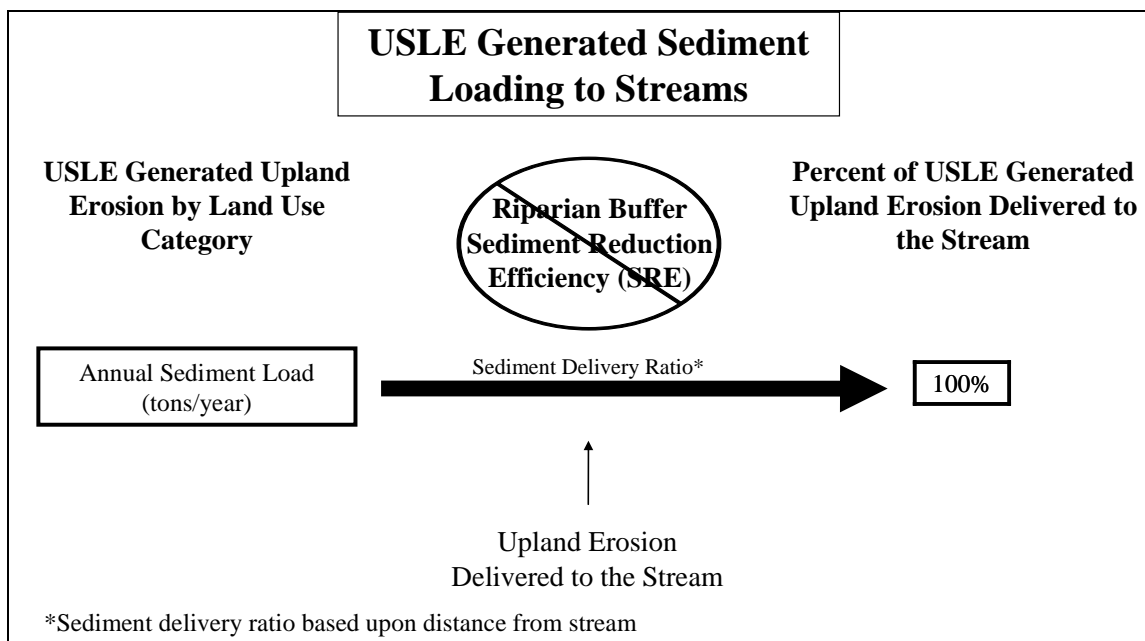 USLE Generated Sediment
Loading to Streams
USLE Generated Upland
Erosion by Land Use
Category
Riparian Buffer
Sediment Reduction
Efficiency (SRE)
Percent of USLE Generated
Upland Erosion Delivered to
the Stream
Annual Sediment Load
(tons/year)
Sediment Delivery Ratio*
100%
Upland Erosion
Delivered to the Stream
*Sediment delivery ratio based upon distance from stream